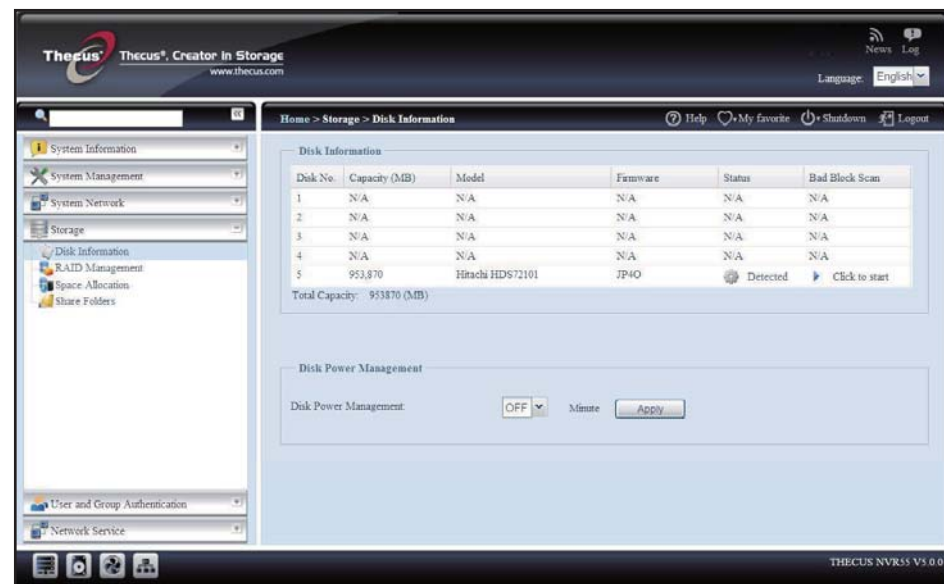 Thecus® Thecus®, Creator in Storage
www.thecus.com
News Log
Language: English
Home > Storage > Disk Information
Help My favorite Shutdown Logout
System Information
System Management
System Network
Storage
Disk Information
RAID Management
Space Allocation
Share Folders
User and Group Authentication
Network Service
Disk Information
Disk No. Capacity (MB) Model Firmware Status Bad Block Scan
1 N/A N/A N/A N/A N/A
2 N/A N/A N/A N/A N/A
3 N/A N/A N/A N/A N/A
4 N/A N/A N/A N/A N/A
5 953,870 Hitachi HDS72101 JP4O Detected Click to start
Total Capacity: 953870 (MB)
Disk Power Management
Disk Power Management: OFF Minute Apply
THECUS NVR55 V5.0.0